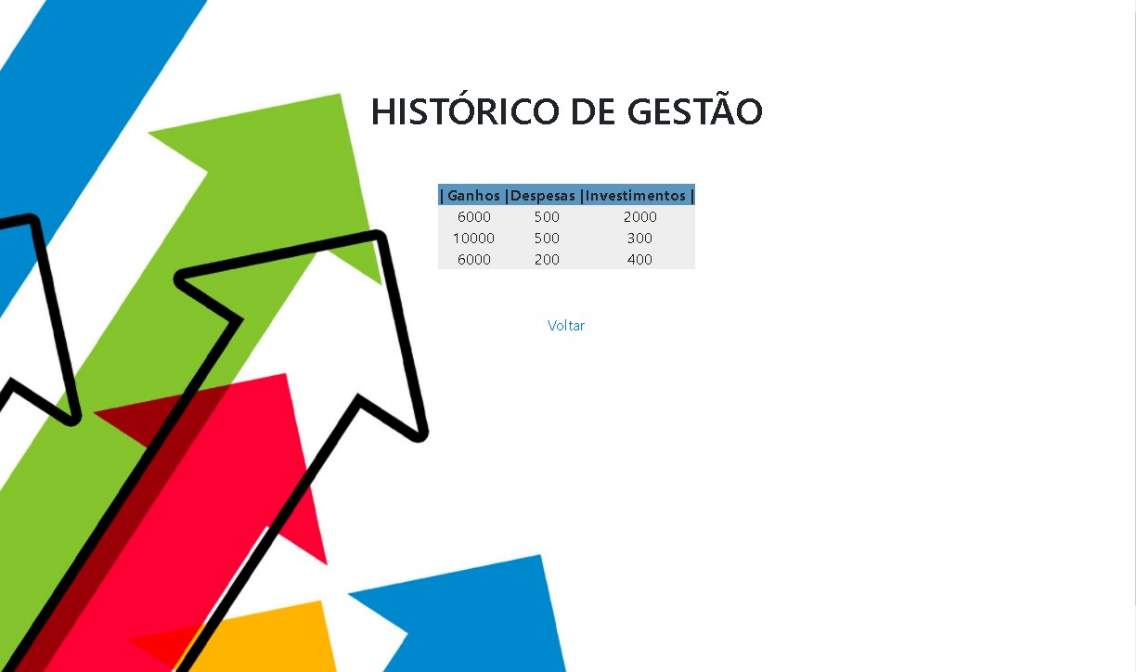 HISTÓRICO DE GESTÃO
| Ganhos |Despesas |Investimentos |
6000 500 2000
10000 500 300
6000 200 400
Voltar